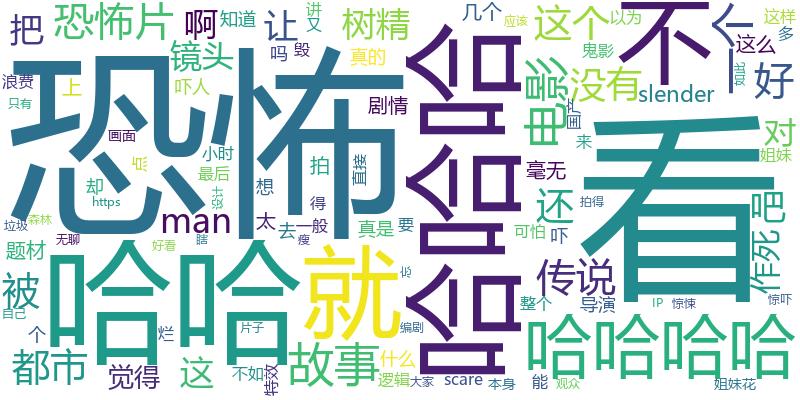 把
恐怖片
啊
知道
讲
又
让
树精
几个
应该
这个
以为
不
个
这样
多
这么
镜头
吗
毁
真的
浪费
上
吓人
剧情
恐怖
哈哈哈
电影
鬼影
国产
没有
slender
好
看
对
姐妹
来
画面
只有
小时
最后
拍
直接
毫无
拍得
却
https
想
得
垃圾
森林
man
太
去
一般
瘦
真是
要
还
可怕
吓
吧
作死
题材
无聊
好看
哈哈
就
传说
被
自己
整个
导演
IP
惊悚
惊吓
个
烂
片子
编剧
哈哈哈哈
都市
觉得
这
不如
特效
故事
什么
逻辑
大家
scare
本身
能
观众
姐妹花